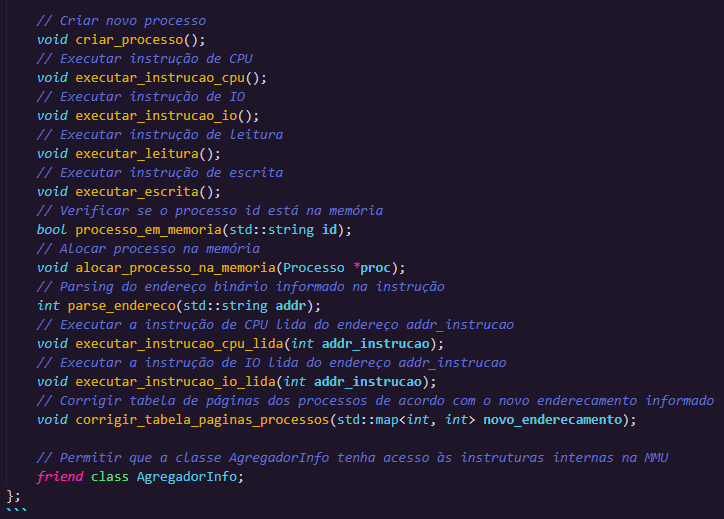 // Criar novo processo
void criar_processo();
// Executar instrução de CPU
void executar_instrucao_cpu();
// Executar instrução de IO
void executar_instrucao_io();
// Executar instrução de leitura
void executar_leitura();
// Executar instrução de escrita
void executar_escrita();
// Verificar se o processo id está na memória
bool processo_em_memoria(std::string id);
// Alocar processo na memória
void alocar_processo_na_memoria(Processo *proc);
// Parsing do endereço binário informado na instrução
int parse_endereco(std::string addr);
// Executar a instrução de CPU lida do endereço addr_instrucao
void executar_instrucao_cpu_lida(int addr_instrucao);
// Executar a instrução de IO lida do endereço addr_instrucao
void executar_instrucao_io_lida(int addr_instrucao);
// Corrigir tabela de páginas dos processos de acordo com o novo enderecamento informado
void corrigir_tabela_paginas_processos(std::map<int, int> novo_enderecamento);
// Permitir que a classe AgregadorInfo tenha acesso às instruturas internas na MMU
friend class AgregadorInfo;
};
```